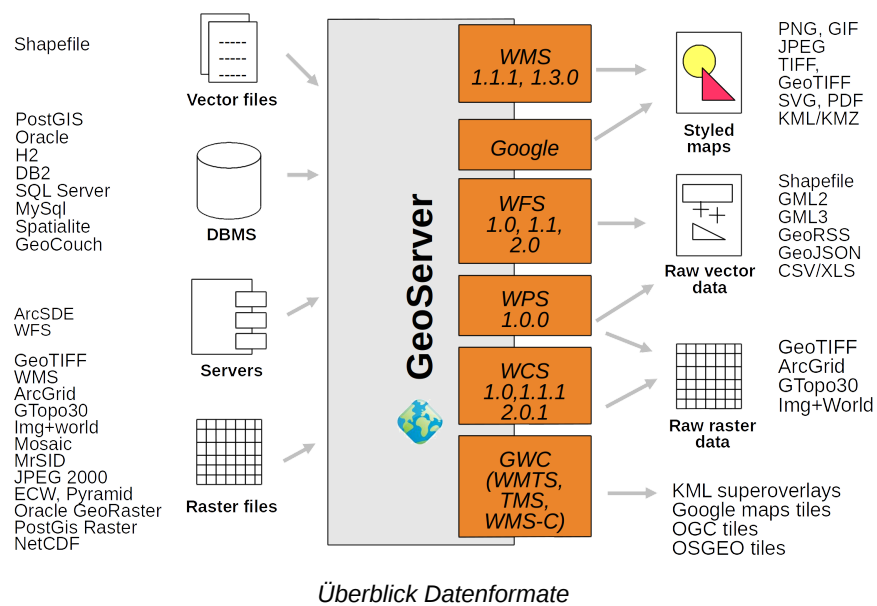 Shapefile
Vector files
PostGIS
Oracle
H2
DB2
SQL Server
MySql
Spatialite
GeoCouch
DBMS
ArcSDE
WFS
Servers
GeoTIFF
WMS
ArcGrid
GTopo30
Img+world
Mosaic
MrSID
JPEG 2000
ECW, Pyramid
Oracle GeoRaster
PostGis Raster
NetCDF
Raster files
GeoServer
WMS
1.1.1, 1.3.0
Google
WFS
1.0, 1.1,
2.0
WPS
1.0.0
WCS
1.0,1.1.1
2.0.1
GWC
(WMTS,
TMS,
WMS-C)
Styled
maps
PNG, GIF
JPEG
TIFF,
GeoTIFF
SVG, PDF
KML/KMZ
Raw vector
data
Shapefile
GML2
GML3
GeoRSS
GeoJSON
CSV/XLS
Raw raster
data
GeoTIFF
ArcGrid
GTopo30
Img+World
KML superoverlays
Google maps tiles
OGC tiles
OSGEO tiles
Überblick Datenformate